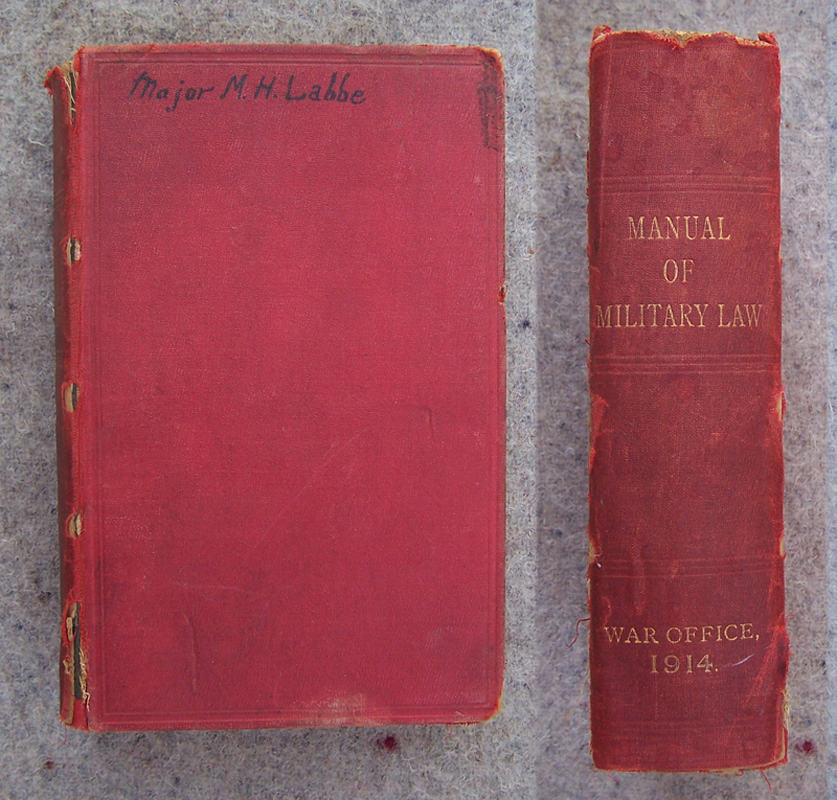 Major M. H. Labbe
MANUAL
OF
MILITARY LAW
WAR OFFICE,
1914.